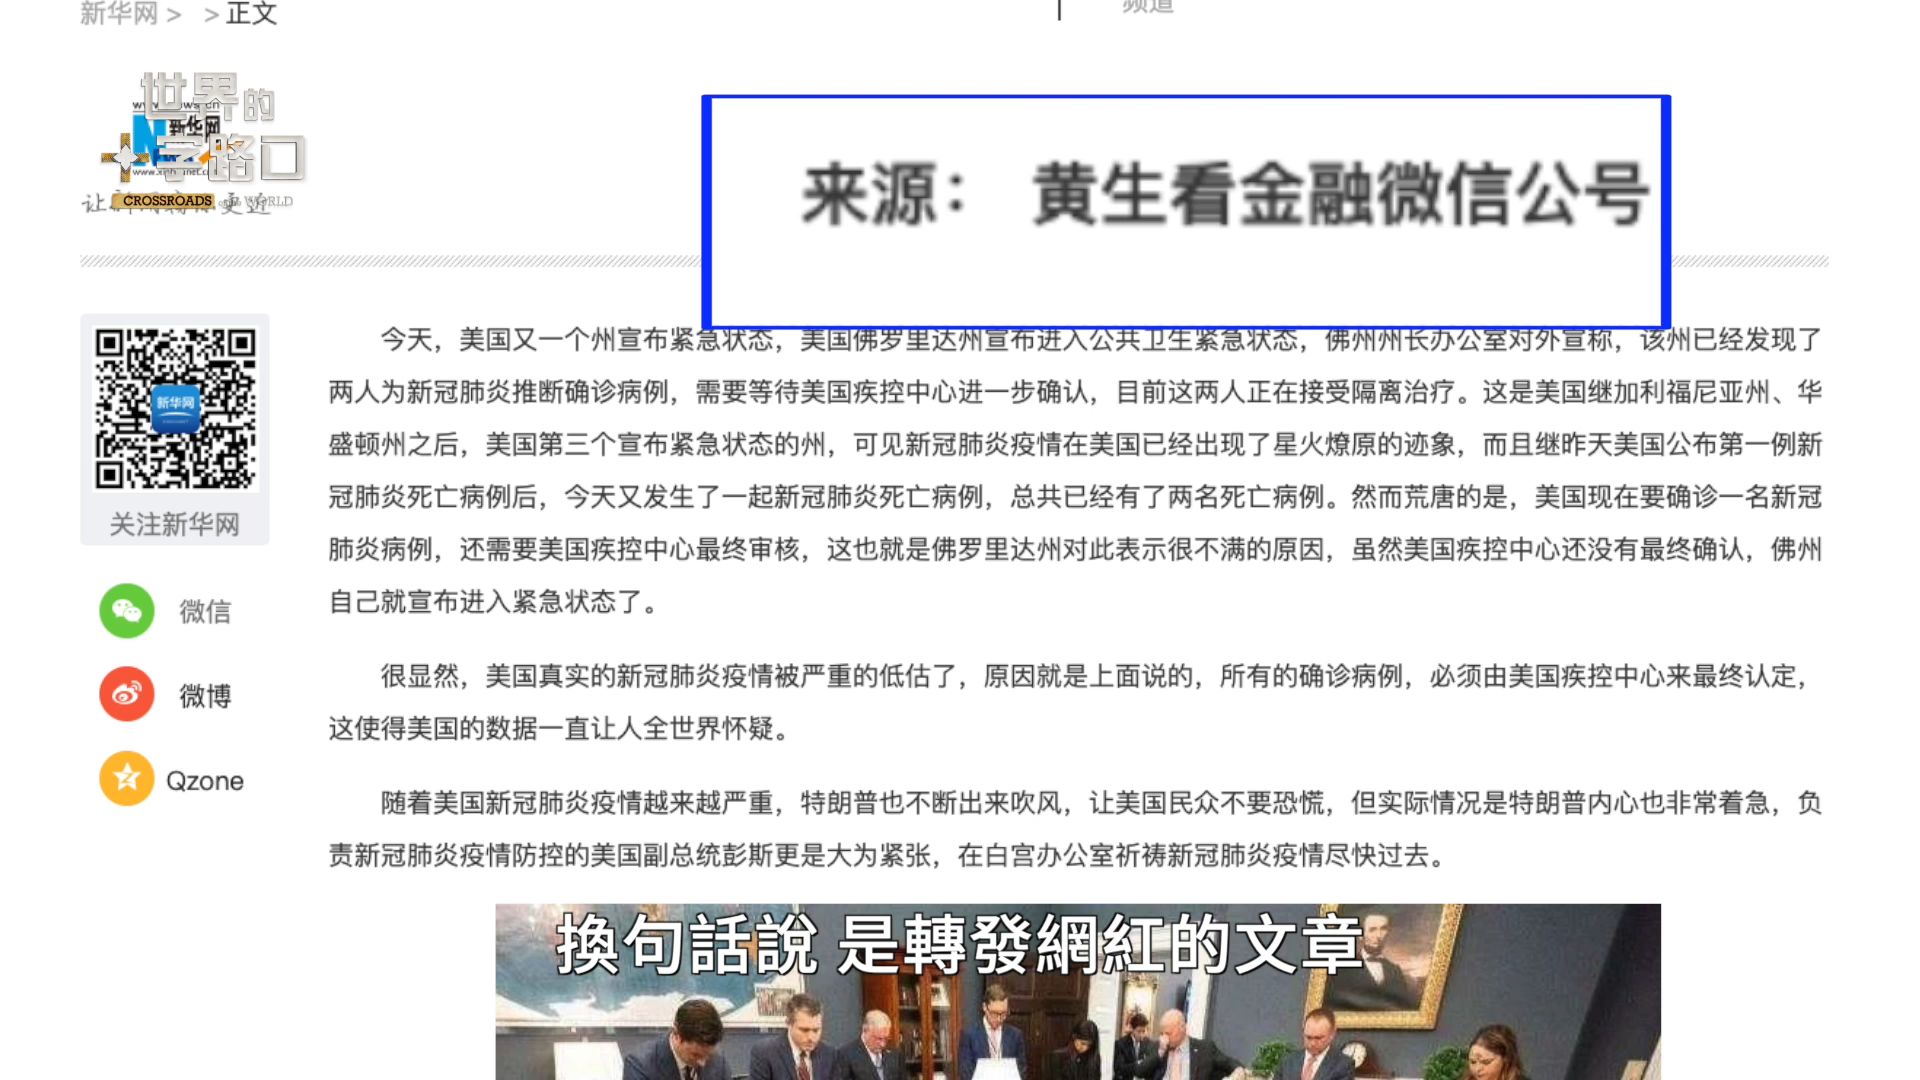 新华网 > > 正文
频道
世界的
十字路口
新华网
CROSSROADS of the WORLD
来源： 黄生看金融微信公号
今天，美国又一个州宣布紧急状态，美国佛罗里达州宣布进入公共卫生紧急状态，佛州州长办公室对外宣称，该州已经发现了
两人为新冠肺炎推断确诊病例，需要等待美国疾控中心进一步确认，目前这两人正在接受隔离治疗。这是美国继加利福尼亚州、华
盛顿州之后，美国第三个宣布紧急状态的州，可见新冠肺炎疫情在美国已经出现了星火燎原的迹象，而且继昨天美国公布第一例新
冠肺炎死亡病例后，今天又发生了一起新冠肺炎死亡病例，总共已经有了两名死亡病例。然而荒唐的是，美国现在要确诊一名新冠
肺炎病例，还需要美国疾控中心最终审核，这也就是佛罗里达州对此表示很不满的原因，虽然美国疾控中心还没有最终确认，佛州
自己就宣布进入紧急状态了。
很显然，美国真实的新冠肺炎疫情被严重的低估了，原因就是上面说的，所有的确诊病例，必须由美国疾控中心来最终认定，
这使得美国的数据一直让人全世界怀疑。
随着美国新冠肺炎疫情越来越严重，特朗普也不断出来吹风，让美国民众不要恐慌，但实际情况是特朗普内心也非常着急，负
责新冠肺炎疫情防控的美国副总统彭斯更是大为紧张，在白宫办公室祈祷新冠肺炎疫情尽快过去。
新华网
关注新华网
微信
微博
Qzone
換句話說 是轉發網紅的文章